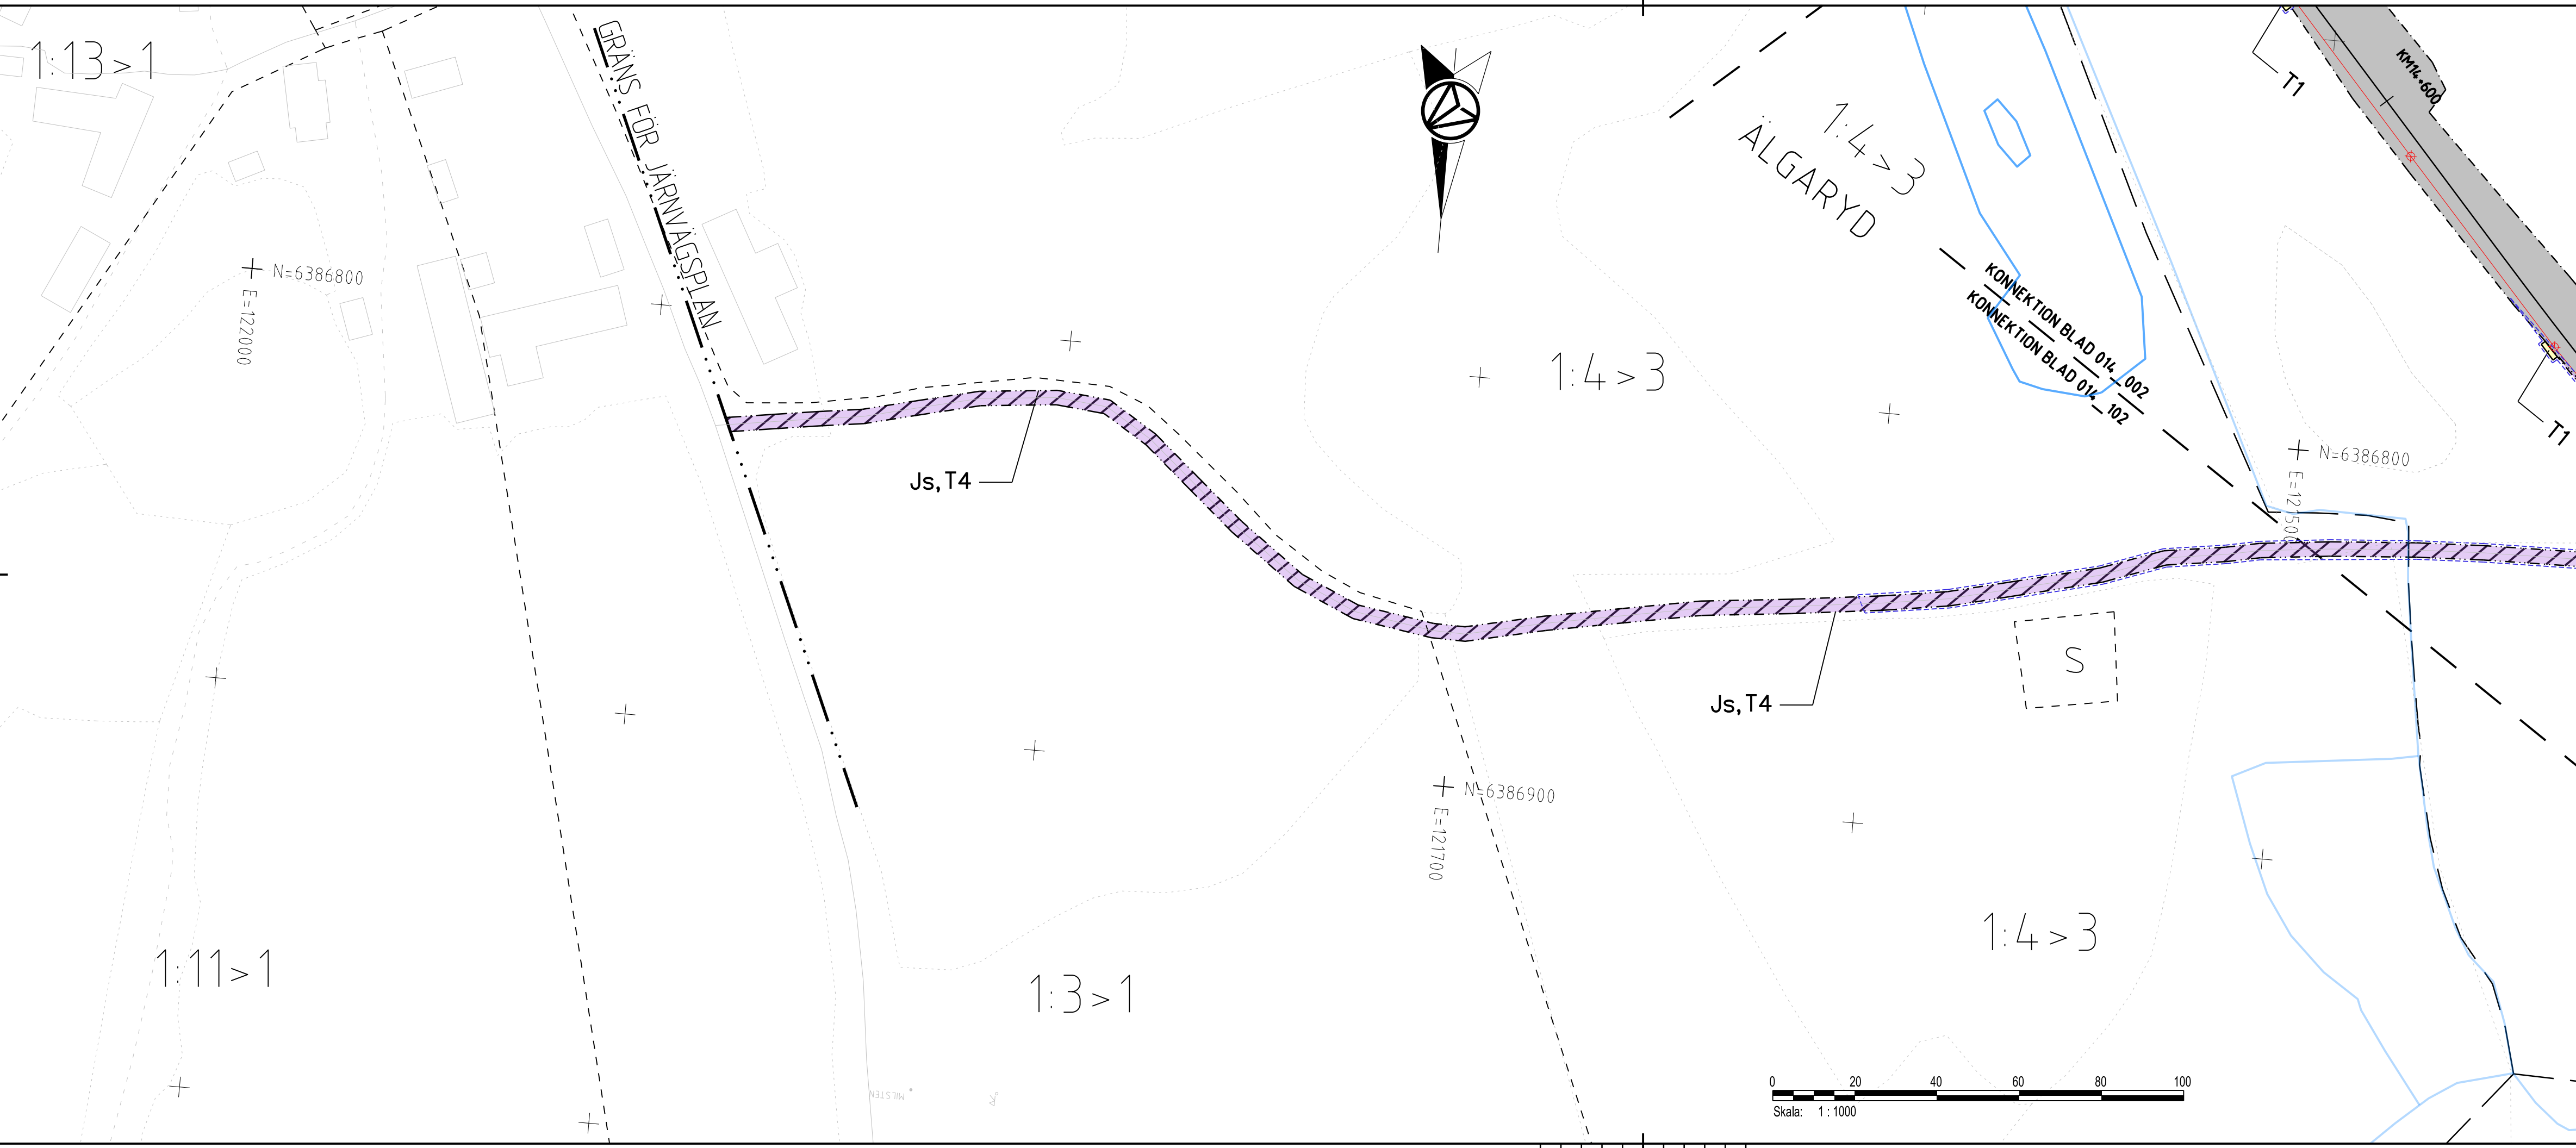 1:13>1
GRÄNS FÖR JÄRNVÄGSPLAN
N=6386800
E=122000
1:4>3
ÄLGARYD
KM14+600
T1
KONNEKTION BLAD 014_002
KONNEKTION BLAD 014_102
1:4>3
T1
N=6386800
E=121500
Js,T4
Js,T4
S
N=6386900
E=121700
1:11>1
1:3>1
1:4>3
MILSTEN
R
0 20 40 60 80 100
Skala: 1 : 1000